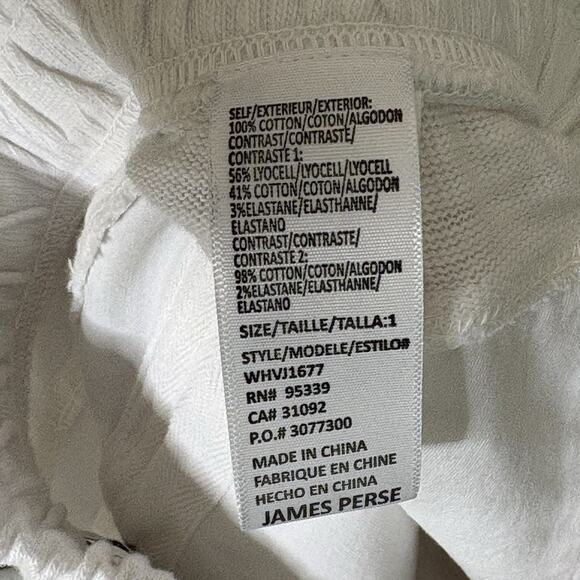 SELF/EXTERIEUR/EXTERIOR:
100% COTTON/COTON/ALGODON
CONTRAST/CONTRASTE/
CONTRASTE 1:
56% LYOCELL/LYOCELL/LYOCELL
41% COTTON/COTON/ALGODON
3%ELASTANE/ELASTHANNE/
ELASTANO
CONTRAST/CONTRASTE/
CONTRASTE 2:
98% COTTON/COTON/ALGODON
2%ELASTANE/ELASTHANNE/
ELASTANO
SIZE/TAILLE/TALLA:1
STYLE/MODELE/ESTILO#
WHVJ1677
RN# 95339
CA# 31092
P.O.# 3077300
MADE IN CHINA
FABRIQUE EN CHINE
HECHO EN CHINA
JAMES PERSE